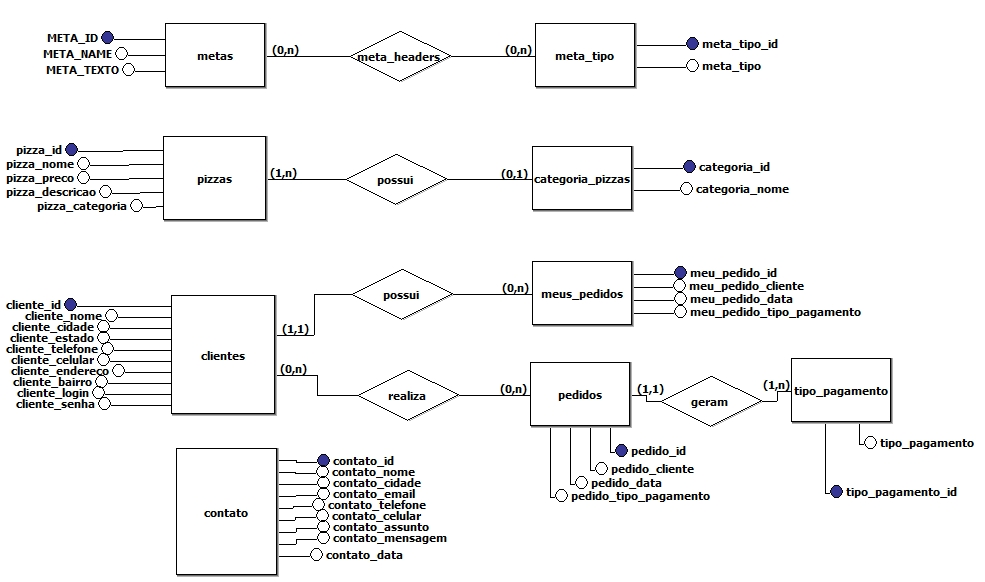 META_ID
META_NAME
META_TEXTO
metas
(0,n)
meta_headers
(0,n)
meta_tipo
meta_tipo_id
meta_tipo
pizza_id
pizza_nome
pizza_preco
pizza_descricao
pizza_categoria
pizzas
(1,n)
possui
(0,1)
categoria_pizzas
categoria_id
categoria_nome
cliente_id
cliente_nome
cliente_cidade
cliente_estado
cliente_telefone
cliente_celular
cliente_endereco
cliente_bairro
cliente_login
cliente_senha
clientes
(1,1)
possui
(0,n)
meus_pedidos
meu_pedido_id
meu_pedido_cliente
meu_pedido_data
meu_pedido_tipo_pagamento
(0,n)
realiza
(0,n)
pedidos
(1,1)
geram
(1,n)
tipo_pagamento
pedido_id
pedido_cliente
pedido_data
pedido_tipo_pagamento
tipo_pagamento
tipo_pagamento_id
contato
contato_id
contato_nome
contato_cidade
contato_email
contato_telefone
contato_celular
contato_assunto
contato_mensagem
contato_data